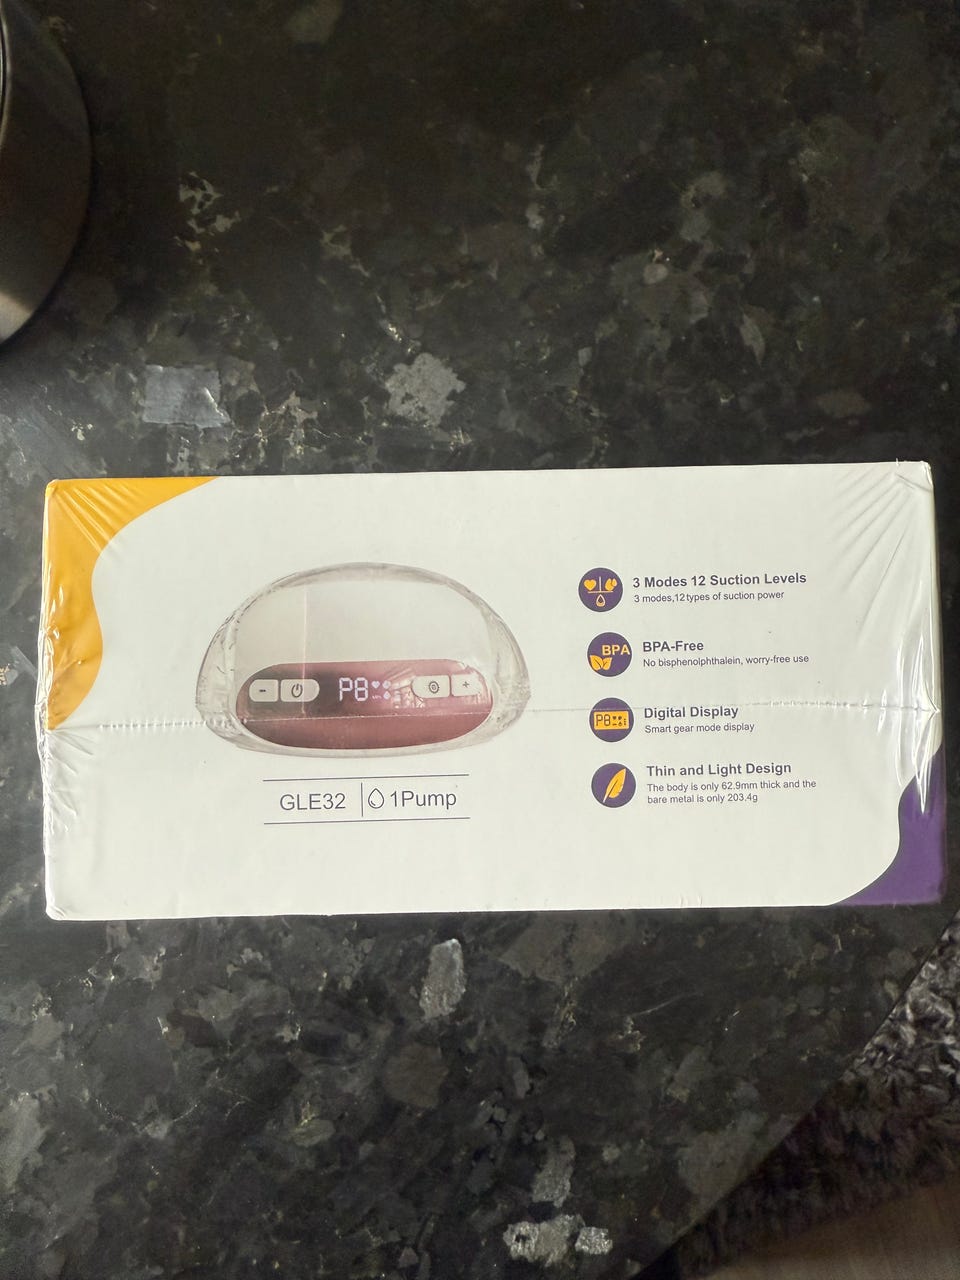 - P8 +
GLE32 1Pump
3 Modes 12 Suction Levels
3 modes,12types of suction power
BPA
BPA-Free
No bisphenolphthalein, worry-free use
P8
Digital Display
Smart gear mode display
Thin and Light Design
The body is only 62.9mm thick and the
bare metal is only 203.4g